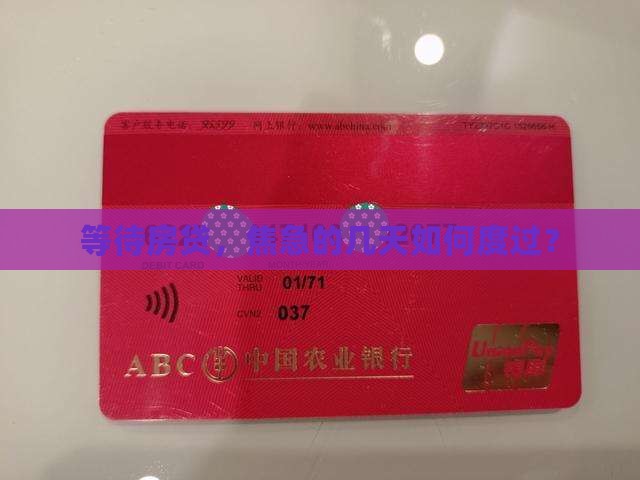 客户服务电话：95599 网上银行：www.abchina.com
等待房贷，焦急的几天如何度过？
DEBIT CARD
VALID THRU 01/71
CVN2 037
ABC 中国农业银行
UnionPay
银联